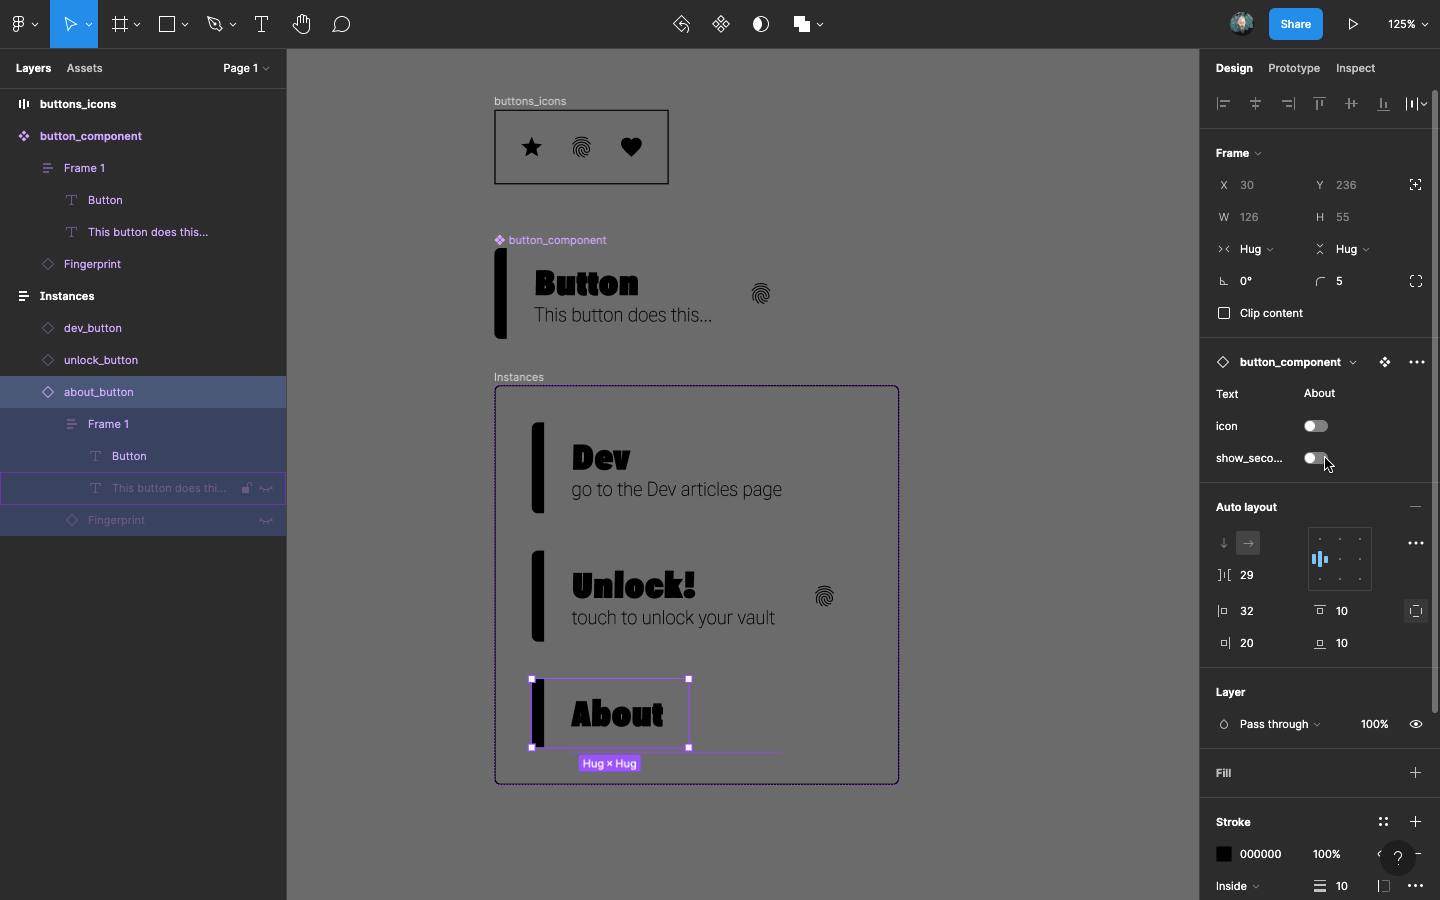 Share
125%
Layers
Assets
Page 1
buttons_icons
button_component
Frame 1
Button
This button does this...
Fingerprint
Instances
dev_button
unlock_button
about_button
Frame 1
Button
This button does thi...
Fingerprint
buttons_icons
button_component
Button
This button does this...
Instances
Dev
go to the Dev articles page
Unlock!
touch to unlock your vault
About
Hug × Hug
Design
Prototype
Inspect
Frame
X 30
Y 236
W 126
H 55
Hug
Hug
0°
5
Clip content
button_component
Text
About
icon
show_seco...
Auto layout
29
32
10
20
10
Layer
Pass through
100%
Fill
Stroke
000000
100%
?
Inside
10